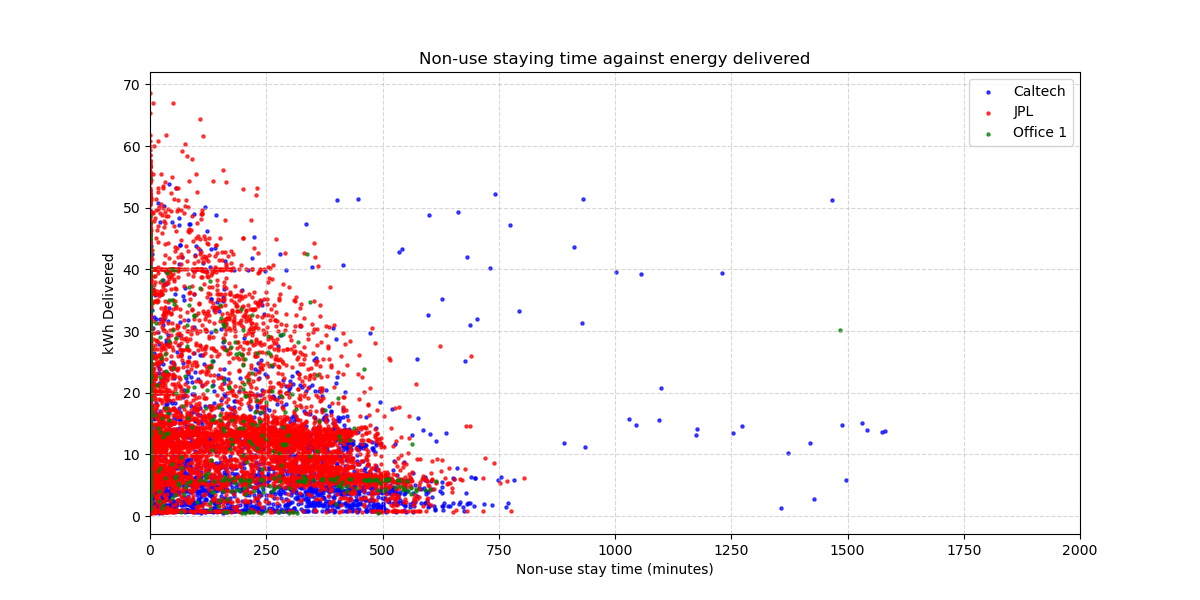 Non-use staying time against energy delivered
Caltech
JPL
Office 1
kWh Delivered
70
60
50
40
30
20
10
0
0 250 500 750 1000 1250 1500 1750 2000
Non-use stay time (minutes)